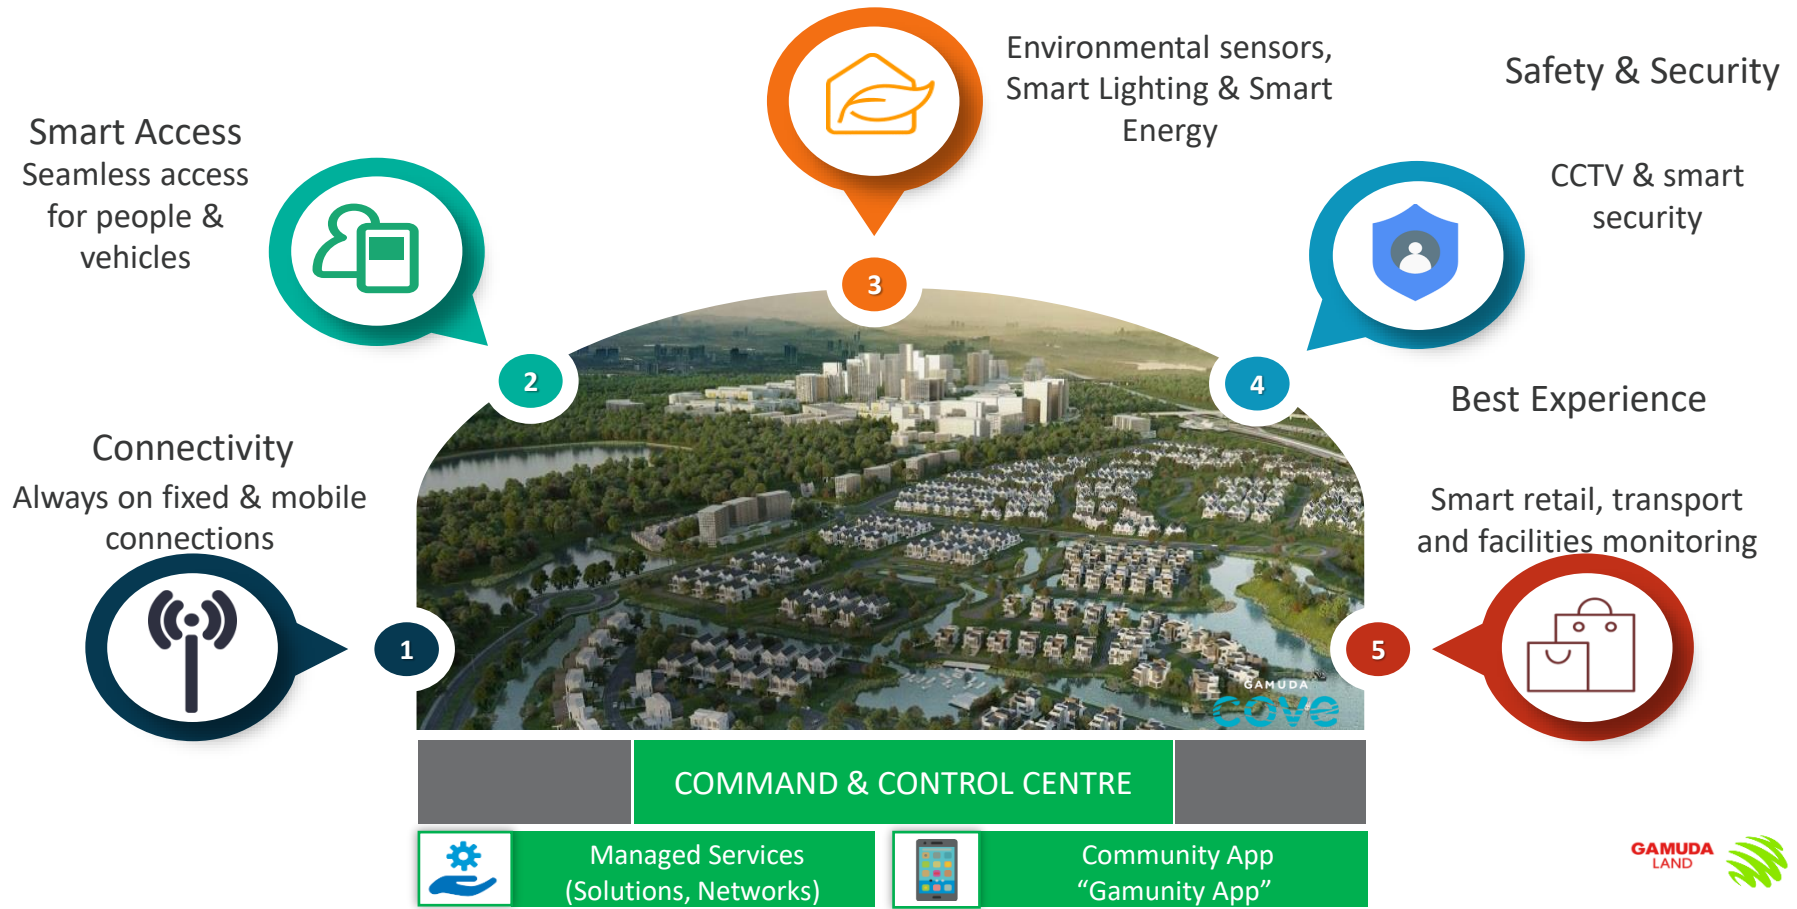 Environmental sensors,
Smart Lighting & Smart
Energy
Safety & Security
CCTV & smart
security
Smart Access
Seamless access
for people &
vehicles
3
2
4
Best Experience
Smart retail, transport
and facilities monitoring
Connectivity
Always on fixed & mobile
connections
1
5
GAMUDA
cove
COMMAND & CONTROL CENTRE
Managed Services
(Solutions, Networks)
Community App
“Gamunity App”
GAMUDA
LAND